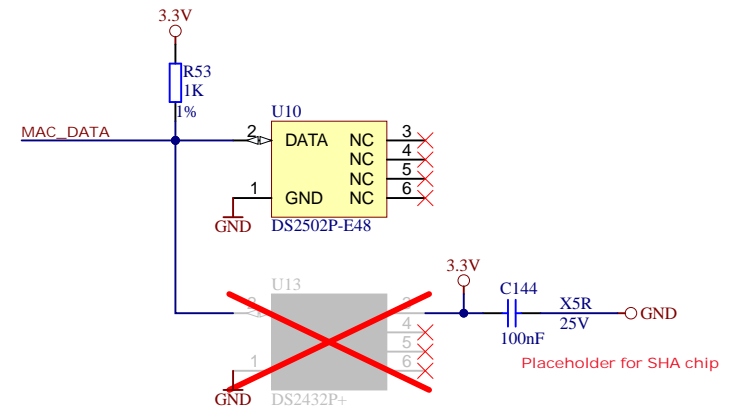 3.3V
R53
1K
1%
U10
MAC_DATA
2 DATA NC 3
NC 4
NC 5
1 GND NC 6
GND
DS2502P-E48
3.3V
U13
C144
X5R
GND
25V
100nF
4
5
1
6
Placeholder for SHA chip
GND
DS2432P+